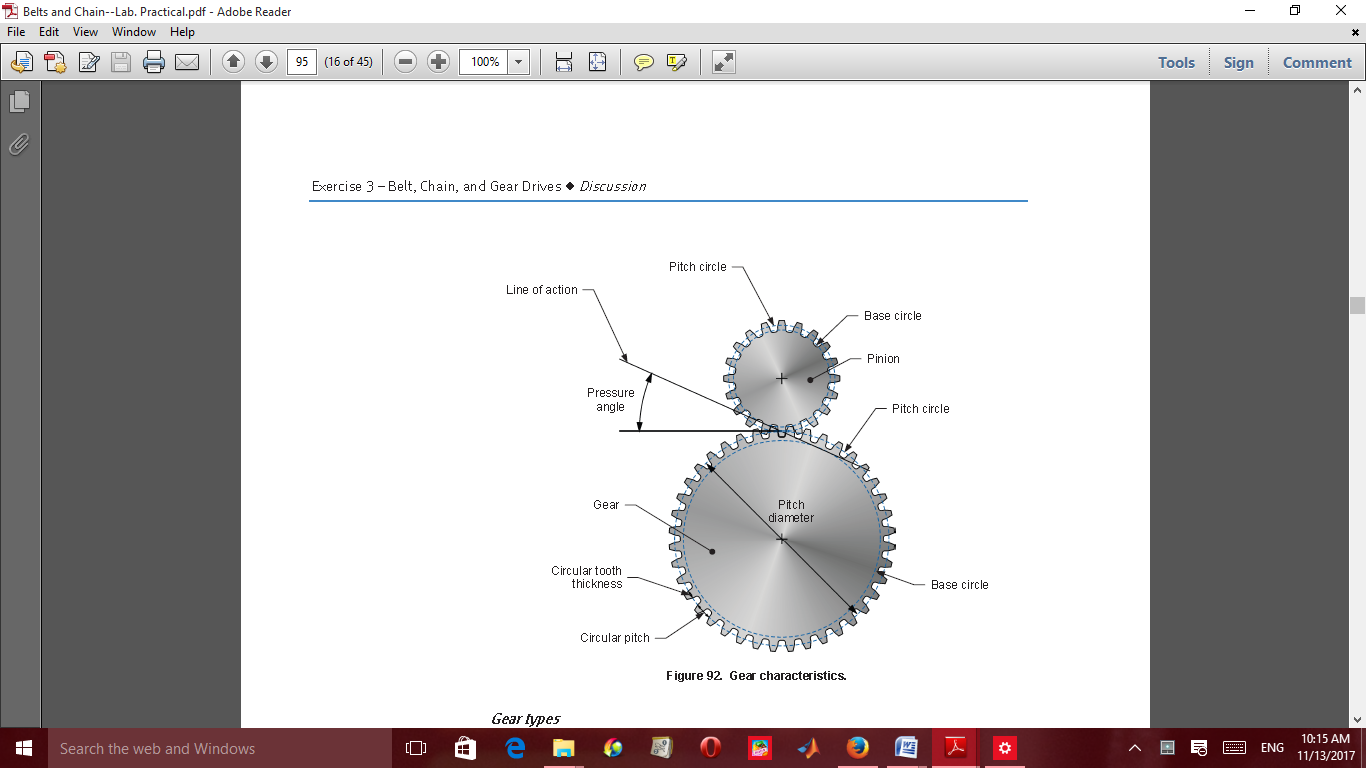 Belts and Chain--Lab. Practical.pdf - Adobe Reader
File Edit View Window Help
95 (16 of 45) 100% Tools Sign Comment
Exercise 3 – Belt, Chain, and Gear Drives ◆ Discussion
Pitch circle
Line of action
Base circle
Pinion
Pressure
angle
Pitch circle
Gear
Pitch
diameter
Circular tooth
thickness
Base circle
Circular pitch
Figure 92. Gear characteristics.
Gear types
Search the web and Windows
ENG
10:15 AM
11/13/2017